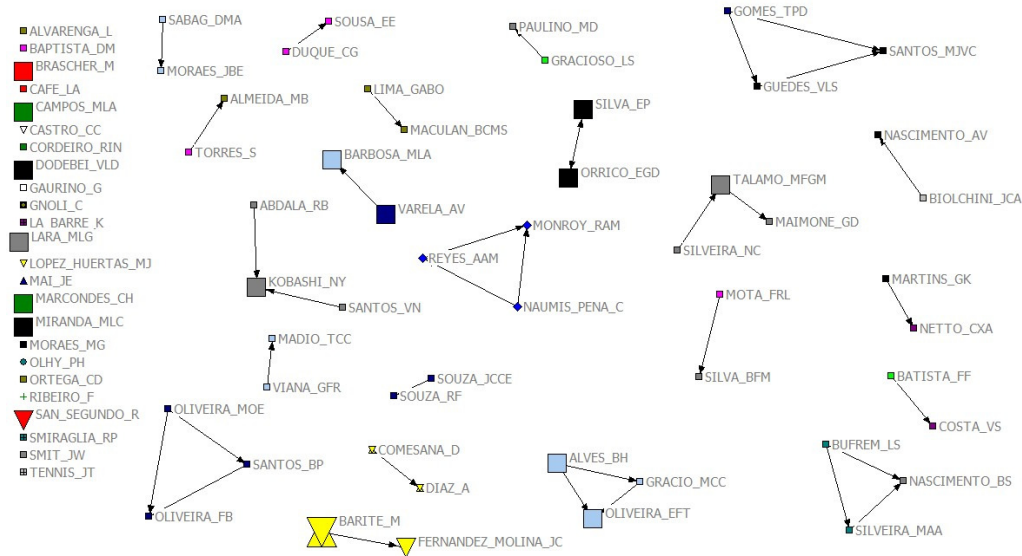 ALVARENGA_L
BAPTISTA_DM
BRASCHER_M
CAFE_LA
CAMPOS_MLA
CASTRO_CC
CORDEIRO_RIN
DODEBEI_VLD
GAURINO_G
GNOLI_C
LA_BARRE_K
LARA_MLG
LOPEZ_HUERTAS_MJ
MAI_JE
MARCONDES_CH
MIRANDA_MLC
MORAES_MG
OLHY_PH
ORTEGA_CD
RIBEIRO_F
SAN_SEGUNDO_R
SMIRAGLIA_RP
SMIT_JW
TENNIS_JT
SABAG_DMA
MORAES_JBE
SOUSA_EE
DUQUE_CG
PAULINO_MD
GRACIOSO_LS
GOMES_TPD
SANTOS_MJVC
GUEDES_VLS
ALMEIDA_MB
TORRES_S
LIMA_GABO
MACULAN_BCMS
SILVA_EP
ORRICO_EGD
NASCIMENTO_AV
BIOLCHINI_JCA
BARBOSA_MLA
VARELA_AV
TALAMO_MFGM
MAIMONE_GD
SILVEIRA_NC
ABDALA_RB
KOBASHI_NY
SANTOS_VN
MONROY_RAM
REYES_AAM
NAUMIS_PENA_C
MOTA_FRL
SILVA_BFM
MARTINS_GK
NETTO_CXA
MADIO_TCC
VIANA_GFR
SOUZA_JCCE
SOUZA_RF
BATISTA_FF
COSTA_VS
OLIVEIRA_MOE
SANTOS_BP
OLIVEIRA_FB
COMESANA_D
DIAZ_A
ALVES_BH
GRACIO_MCC
OLIVEIRA_EFT
BUFREM_LS
NASCIMENTO_BS
SILVEIRA_MAA
BARITE_M
FERNANDEZ_MOLINA_JC